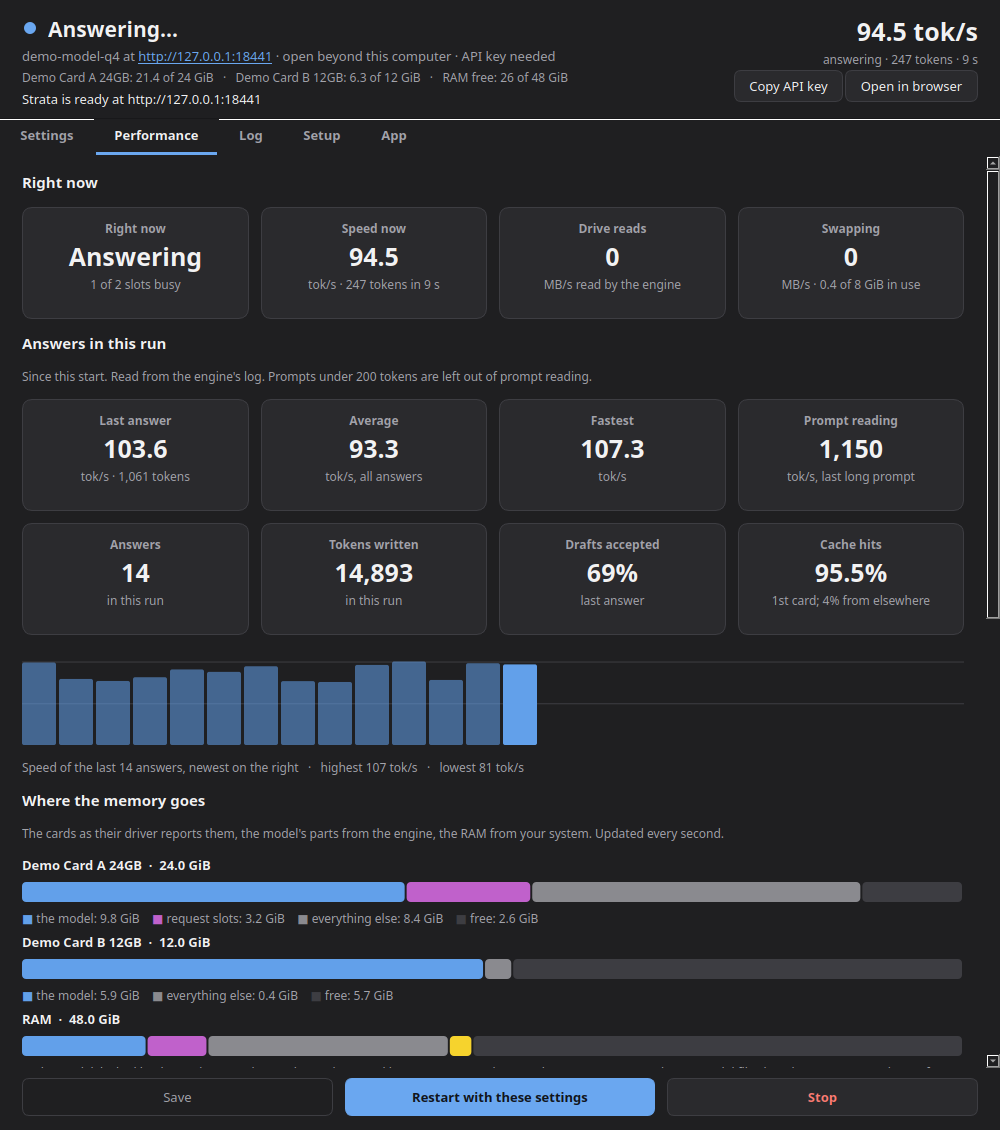 Answering...
94.5 tok/s
demo-model-q4 at http://127.0.0.1:18441 · open beyond this computer · API key needed
answering · 247 tokens · 9 s
Demo Card A 24GB: 21.4 of 24 GiB · Demo Card B 12GB: 6.3 of 12 GiB · RAM free: 26 of 48 GiB
Strata is ready at http://127.0.0.1:18441
Copy API key
Open in browser
Settings Performance Log Setup App
Right now
Right now Speed now Drive reads Swapping
Answering 94.5 0 0
1 of 2 slots busy tok/s · 247 tokens in 9 s MB/s read by the engine MB/s · 0.4 of 8 GiB in use
Answers in this run
Since this start. Read from the engine's log. Prompts under 200 tokens are left out of prompt reading.
Last answer Average Fastest Prompt reading
103.6 93.3 107.3 1,150
tok/s · 1,061 tokens tok/s, all answers tok/s tok/s, last long prompt
Answers Tokens written Drafts accepted Cache hits
14 14,893 69% 95.5%
in this run in this run last answer 1st card; 4% from elsewhere
Speed of the last 14 answers, newest on the right · highest 107 tok/s · lowest 81 tok/s
Where the memory goes
The cards as their driver reports them, the model's parts from the engine, the RAM from your system. Updated every second.
Demo Card A 24GB · 24.0 GiB
the model: 9.8 GiB request slots: 3.2 GiB everything else: 8.4 GiB free: 2.6 GiB
Demo Card B 12GB · 12.0 GiB
the model: 5.9 GiB everything else: 0.4 GiB free: 5.7 GiB
RAM · 48.0 GiB
Save Restart with these settings Stop